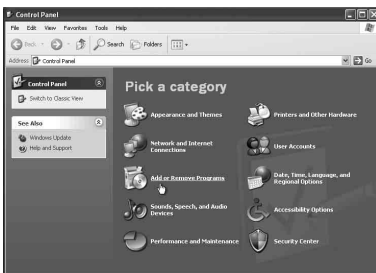 Control Panel
File Edit View Favorites Tools Help
Back Search Folders
Address Control Panel Go
Control Panel
Switch to Classic View
See Also
Windows Update
Help and Support
Pick a category
Appearance and Themes
Printers and Other Hardware
Network and Internet
Connections
User Accounts
Add or Remove Programs
Date, Time, Language, and
Regional Options
Sounds, Speech, and Audio
Devices
Accessibility Options
Performance and Maintenance
Security Center